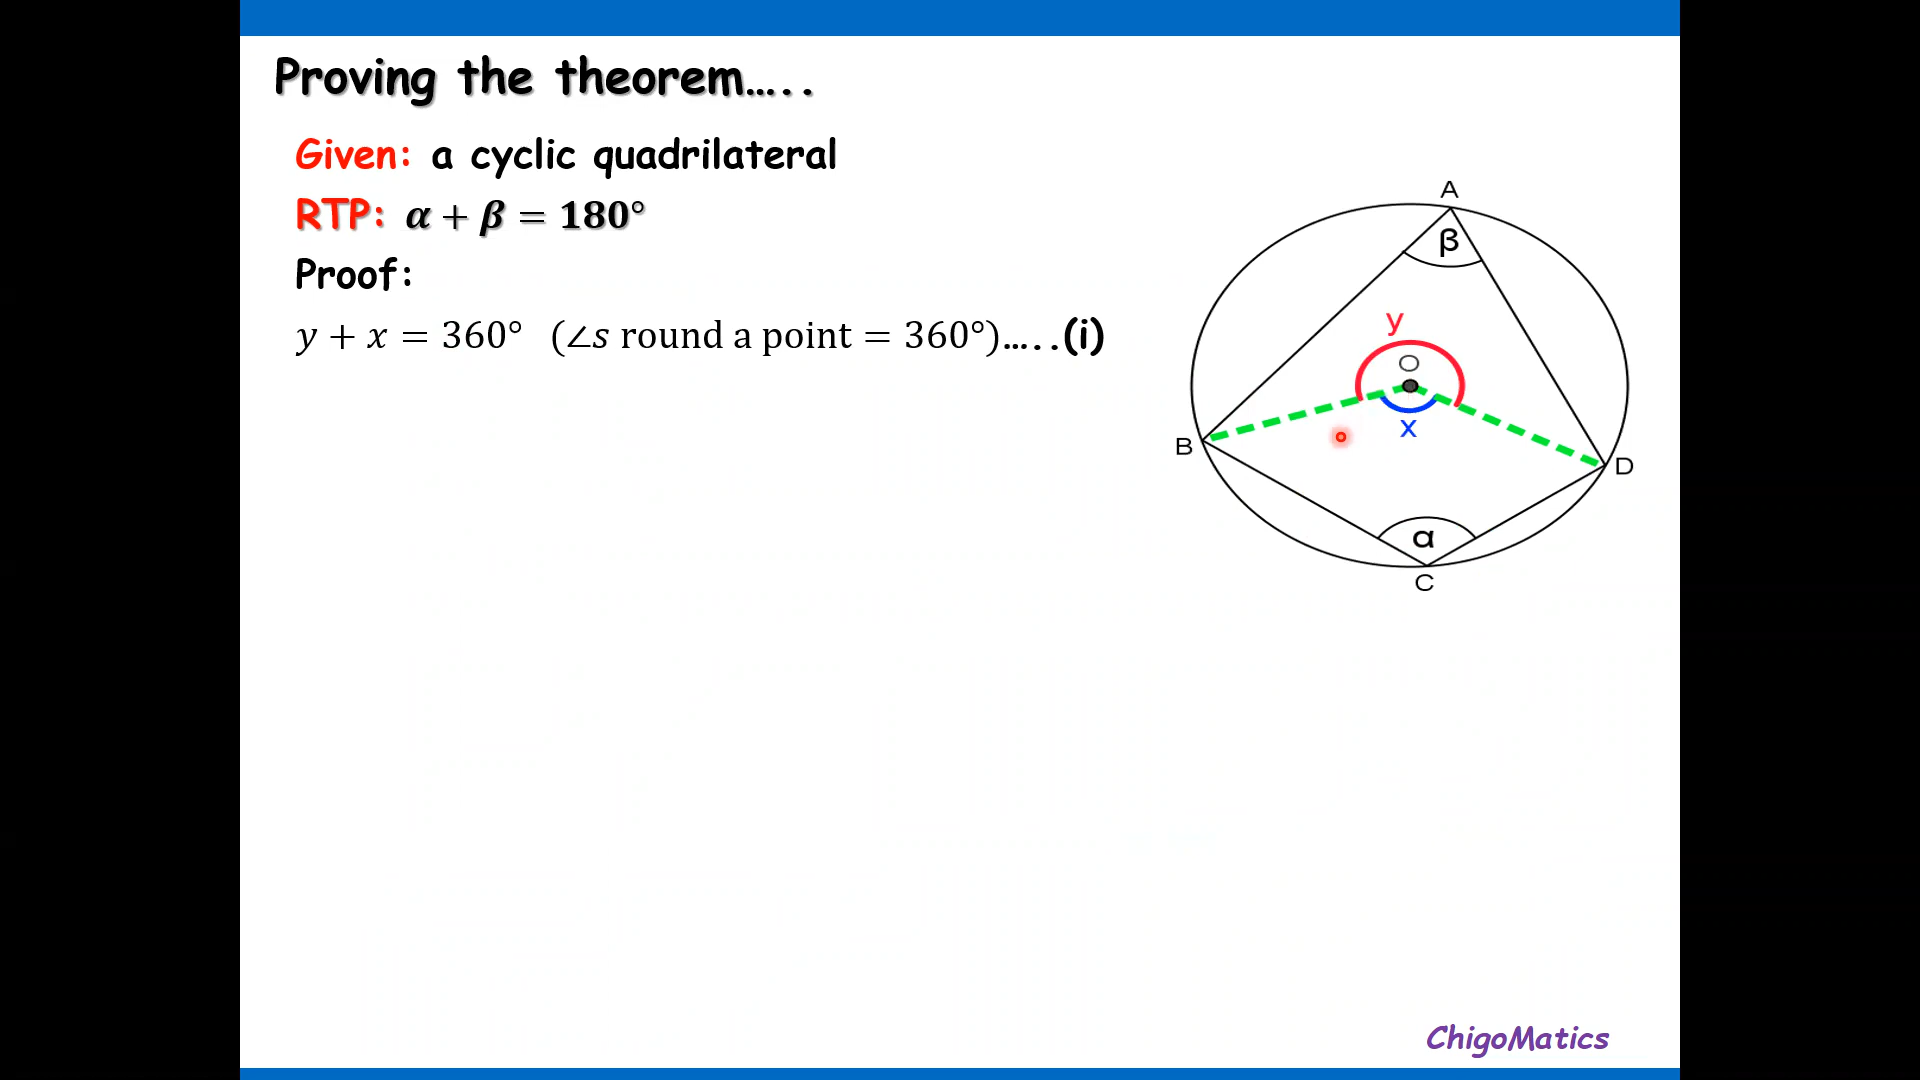 Proving the theorem.....
Given: a cyclic quadrilateral
RTP: α + β = 180°
Proof:
y + x = 360° (∠s round a point = 360°).....(i)
A
β
y
O
x
B
D
α
C
ChigoMatics